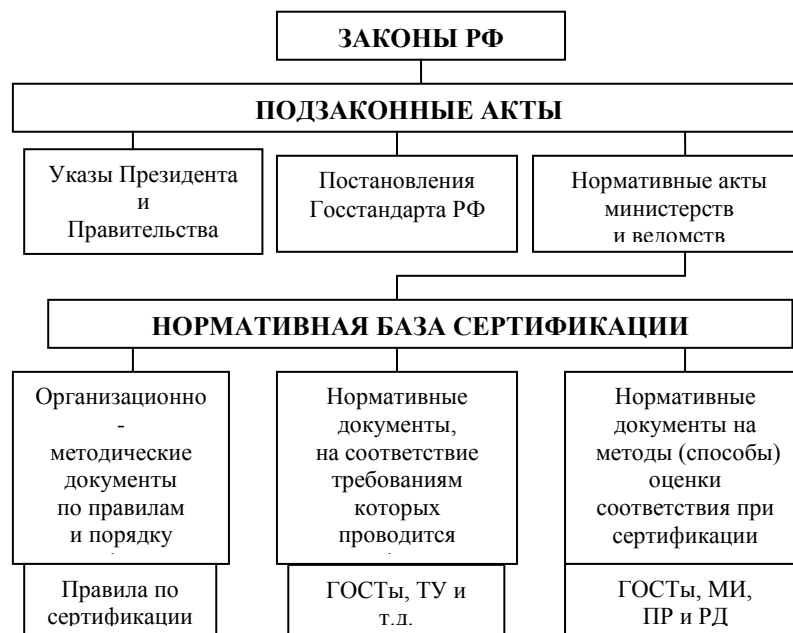 ЗАКОНЫ РФ
ПОДЗАКОННЫЕ АКТЫ
Указы Президента
и
Правительства
Постановления
Госстандарта РФ
Нормативные акты
министерств
и ведомств
НОРМАТИВНАЯ БАЗА СЕРТИФИКАЦИИ
Организационно
-
методические
документы
по правилам
и порядку
Нормативные
документы,
на соответствие
требованиям
которых
проводится
Нормативные
документы на
методы (способы)
оценки
соответствия при
сертификации
Правила по
сертификации
ГОСТы, ТУ и
т.д.
ГОСТы, МИ,
ПР и РД